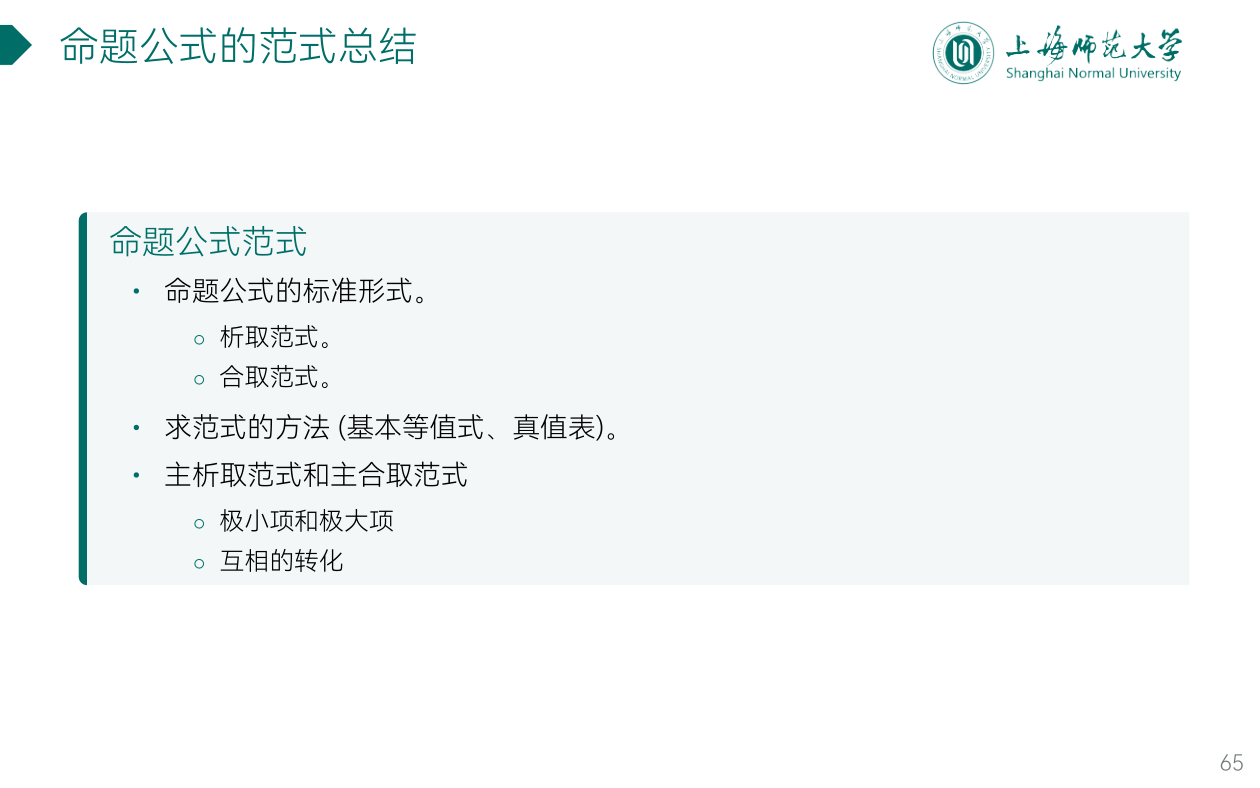 命题公式的范式总结
上海师范大学
Shanghai Normal University
命题公式范式
• 命题公式的标准形式。
○ 析取范式。
○ 合取范式。
• 求范式的方法 (基本等值式、真值表)。
• 主析取范式和主合取范式
○ 极小项和极大项
○ 互相的转化
65